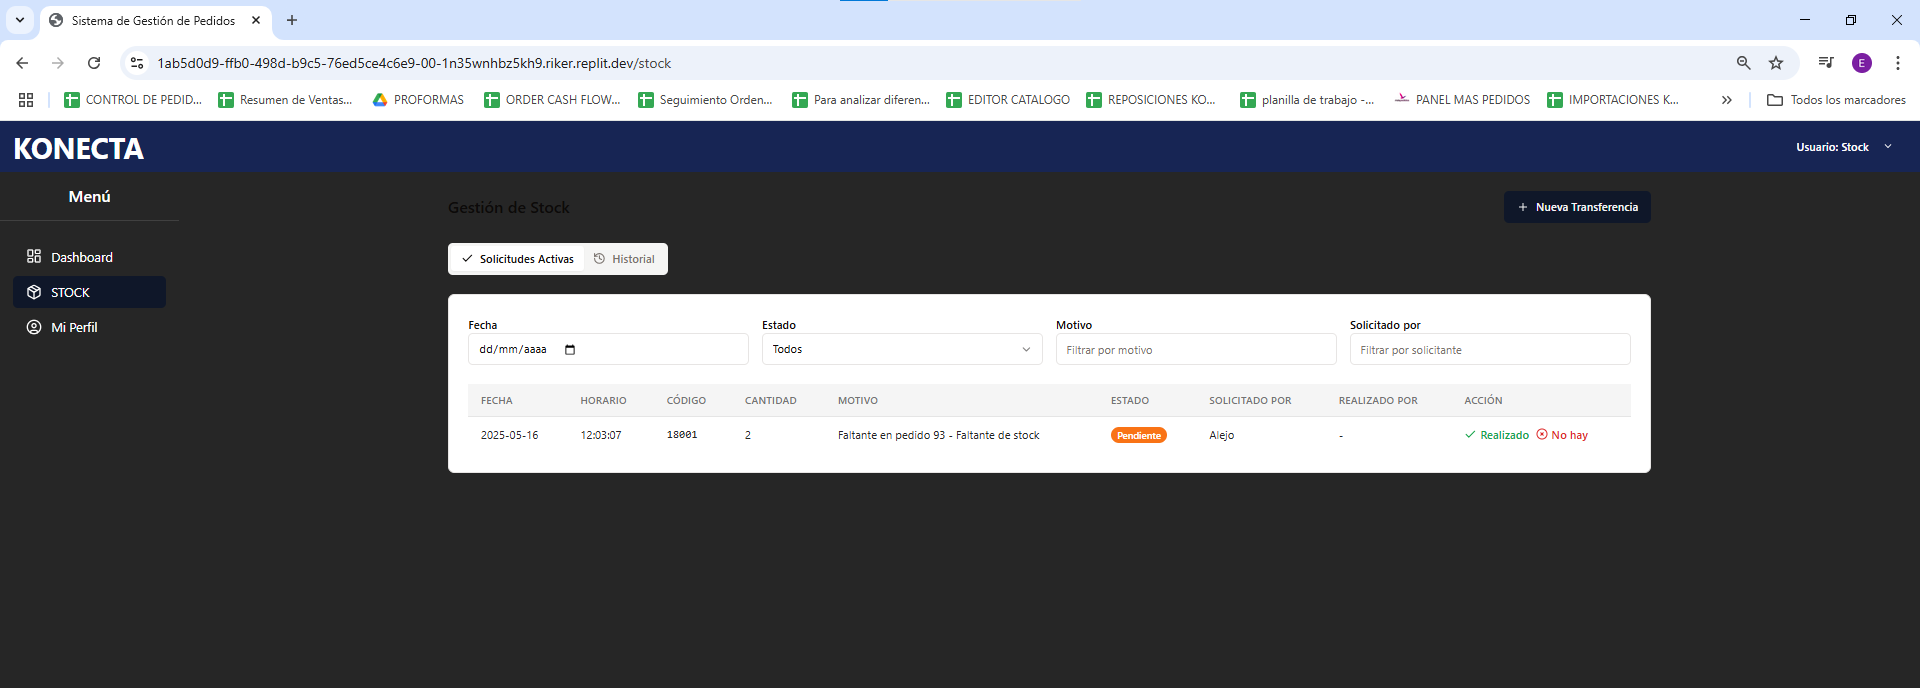 Sistema de Gestión de Pedidos
1ab5d0d9-ffb0-498d-b9c5-76ed5ce4c6e9-00-1n35wnhbz5kh9.riker.replit.dev/stock
E
CONTROL DE PEDID...
Resumen de Ventas...
PROFORMAS
ORDER CASH FLOW...
Seguimiento Orden...
Para analizar diferen...
EDITOR CATALOGO
REPOSICIONES KO...
planilla de trabajo -...
PANEL MAS PEDIDOS
IMPORTACIONES K...
Todos los marcadores
KONECTA
Usuario: Stock
Menú
Dashboard
STOCK
Mi Perfil
Gestión de Stock
Nueva Transferencia
Solicitudes Activas
Historial
Fecha
Estado
Motivo
Solicitado por
dd/mm/aaaa
Todos
Filtrar por motivo
Filtrar por solicitante
FECHA HORARIO CÓDIGO CANTIDAD MOTIVO ESTADO SOLICITADO POR REALIZADO POR ACCIÓN
2025-05-16 12:03:07 18001 2 Faltante en pedido 93 - Faltante de stock Pendiente Alejo - Realizado No hay